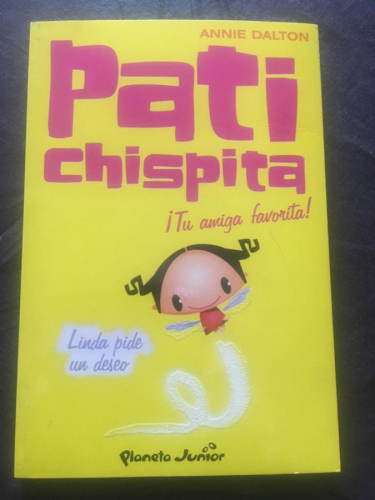 ANNIE DALTON
Pati
chispita
¡Tu amiga favorita!
Linda pide
un deseo
Planeta Junior